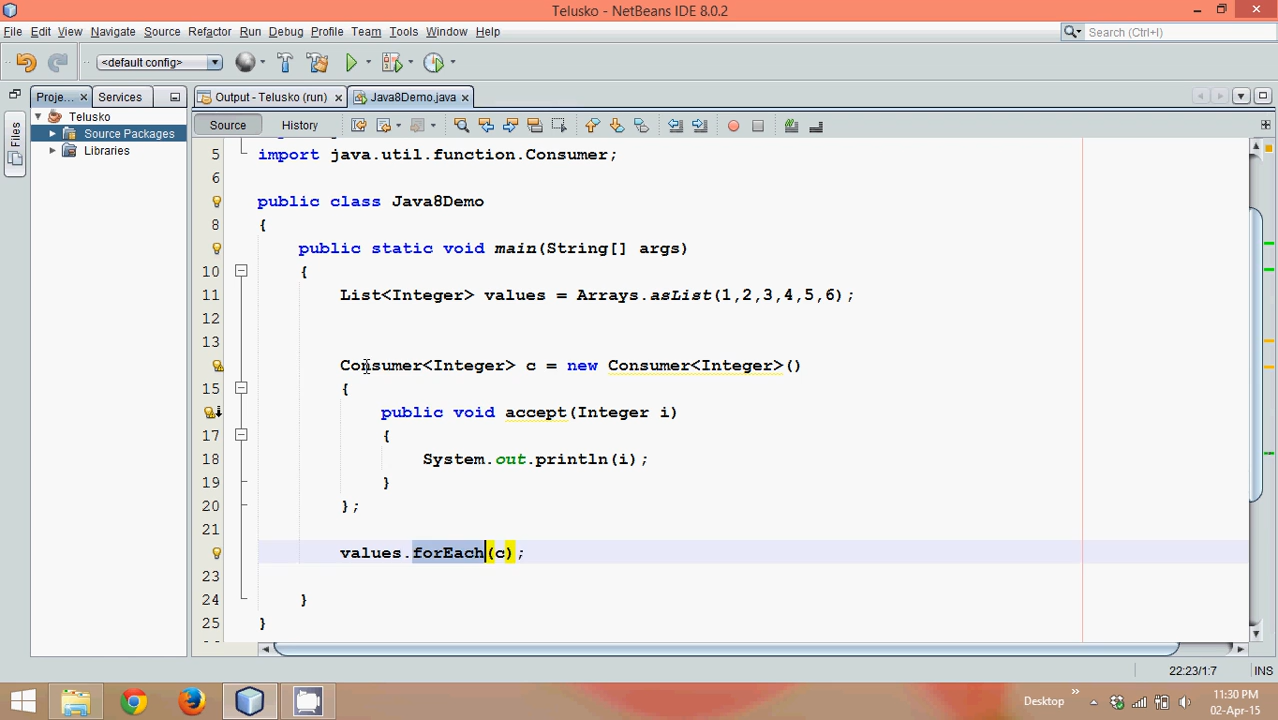 Telusko - NetBeans IDE 8.0.2
File Edit View Navigate Source Refactor Run Debug Profile Team Tools Window Help
Search (Ctrl+I)
<default config>
Proje... Services
Output - Telusko (run) Java8Demo.java
Files
Telusko
Source Packages
Libraries
Source History
5 import java.util.function.Consumer;
6
public class Java8Demo
8 {
public static void main(String[] args)
10 {
11 List<Integer> values = Arrays.asList(1,2,3,4,5,6);
12
13
Consumer<Integer> c = new Consumer<Integer>()
15 {
public void accept(Integer i)
17 {
18 System.out.println(i);
19 }
20 };
21
values.forEach(c);
23
24 }
25 }
22:23/1:7 INS
Desktop
11:30 PM
02-Apr-15